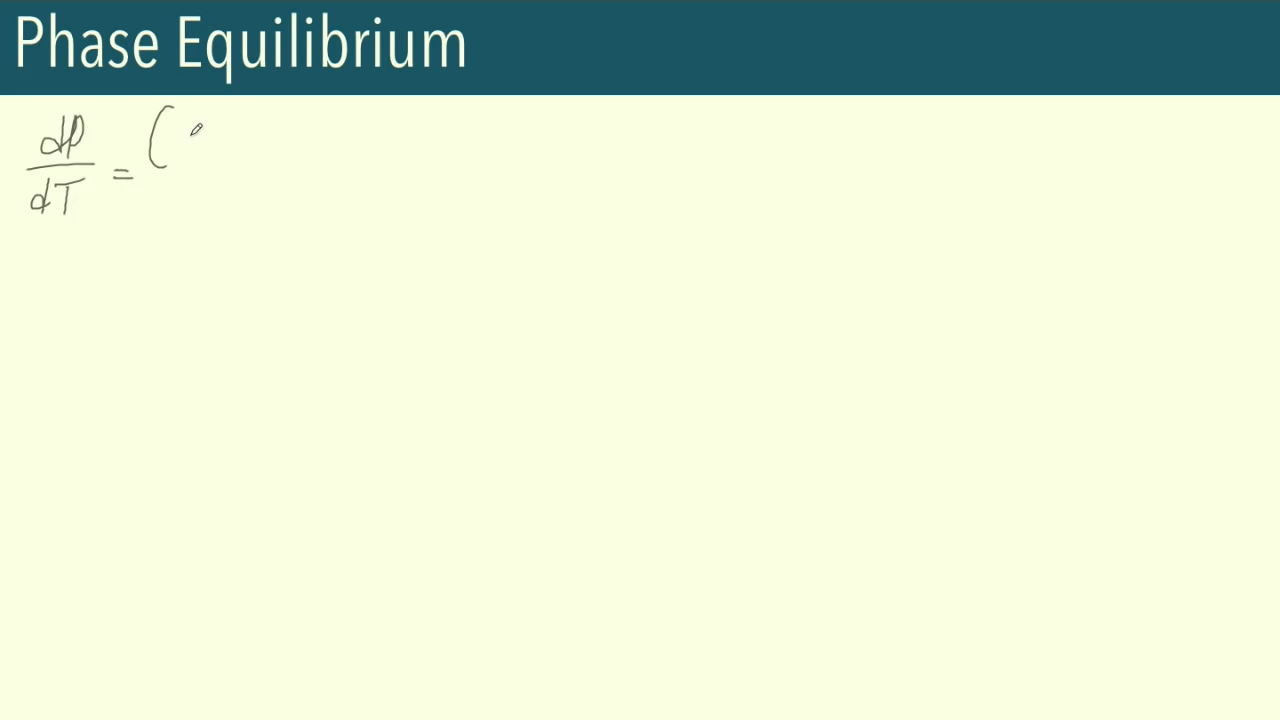 Phase Equilibrium
dP/dT = (